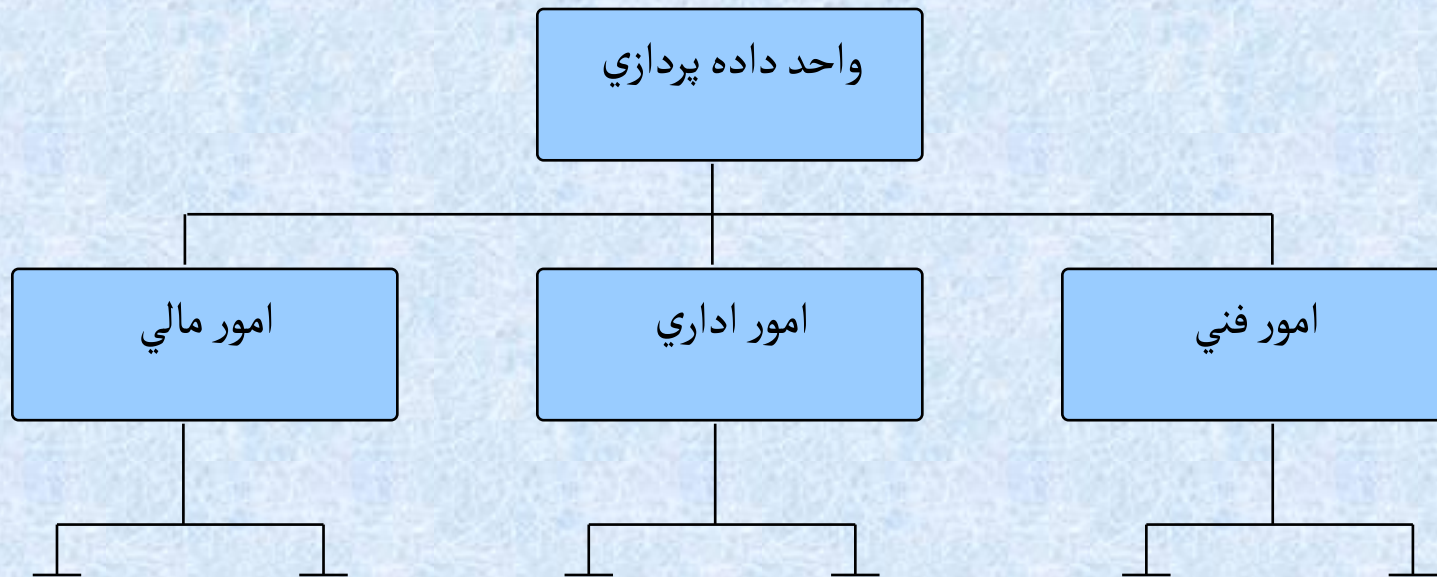 واحد داده پردازي
امور فني
امور اداري
امور مالي